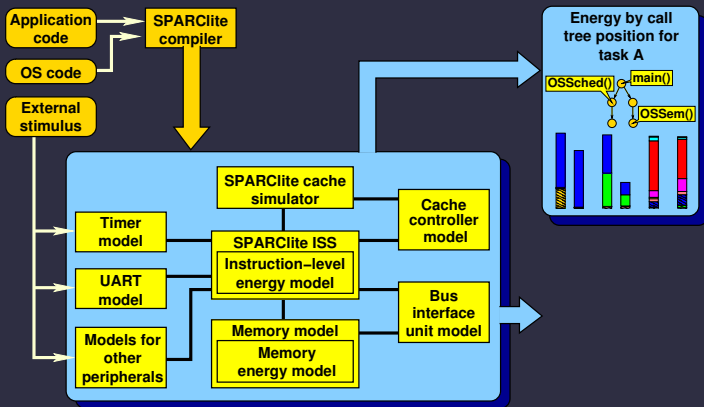 Application
code
OS code
External
stimulus
SPARClite
compiler
SPARClite cache
simulator
Cache
controller
model
Timer
model
SPARClite ISS
Instruction−level
energy model
UART
model
Bus
interface
unit model
Models for
other
peripherals
Memory model
Memory
energy model
Energy by call
tree position for
task A
main()
OSSched()
OSSem()